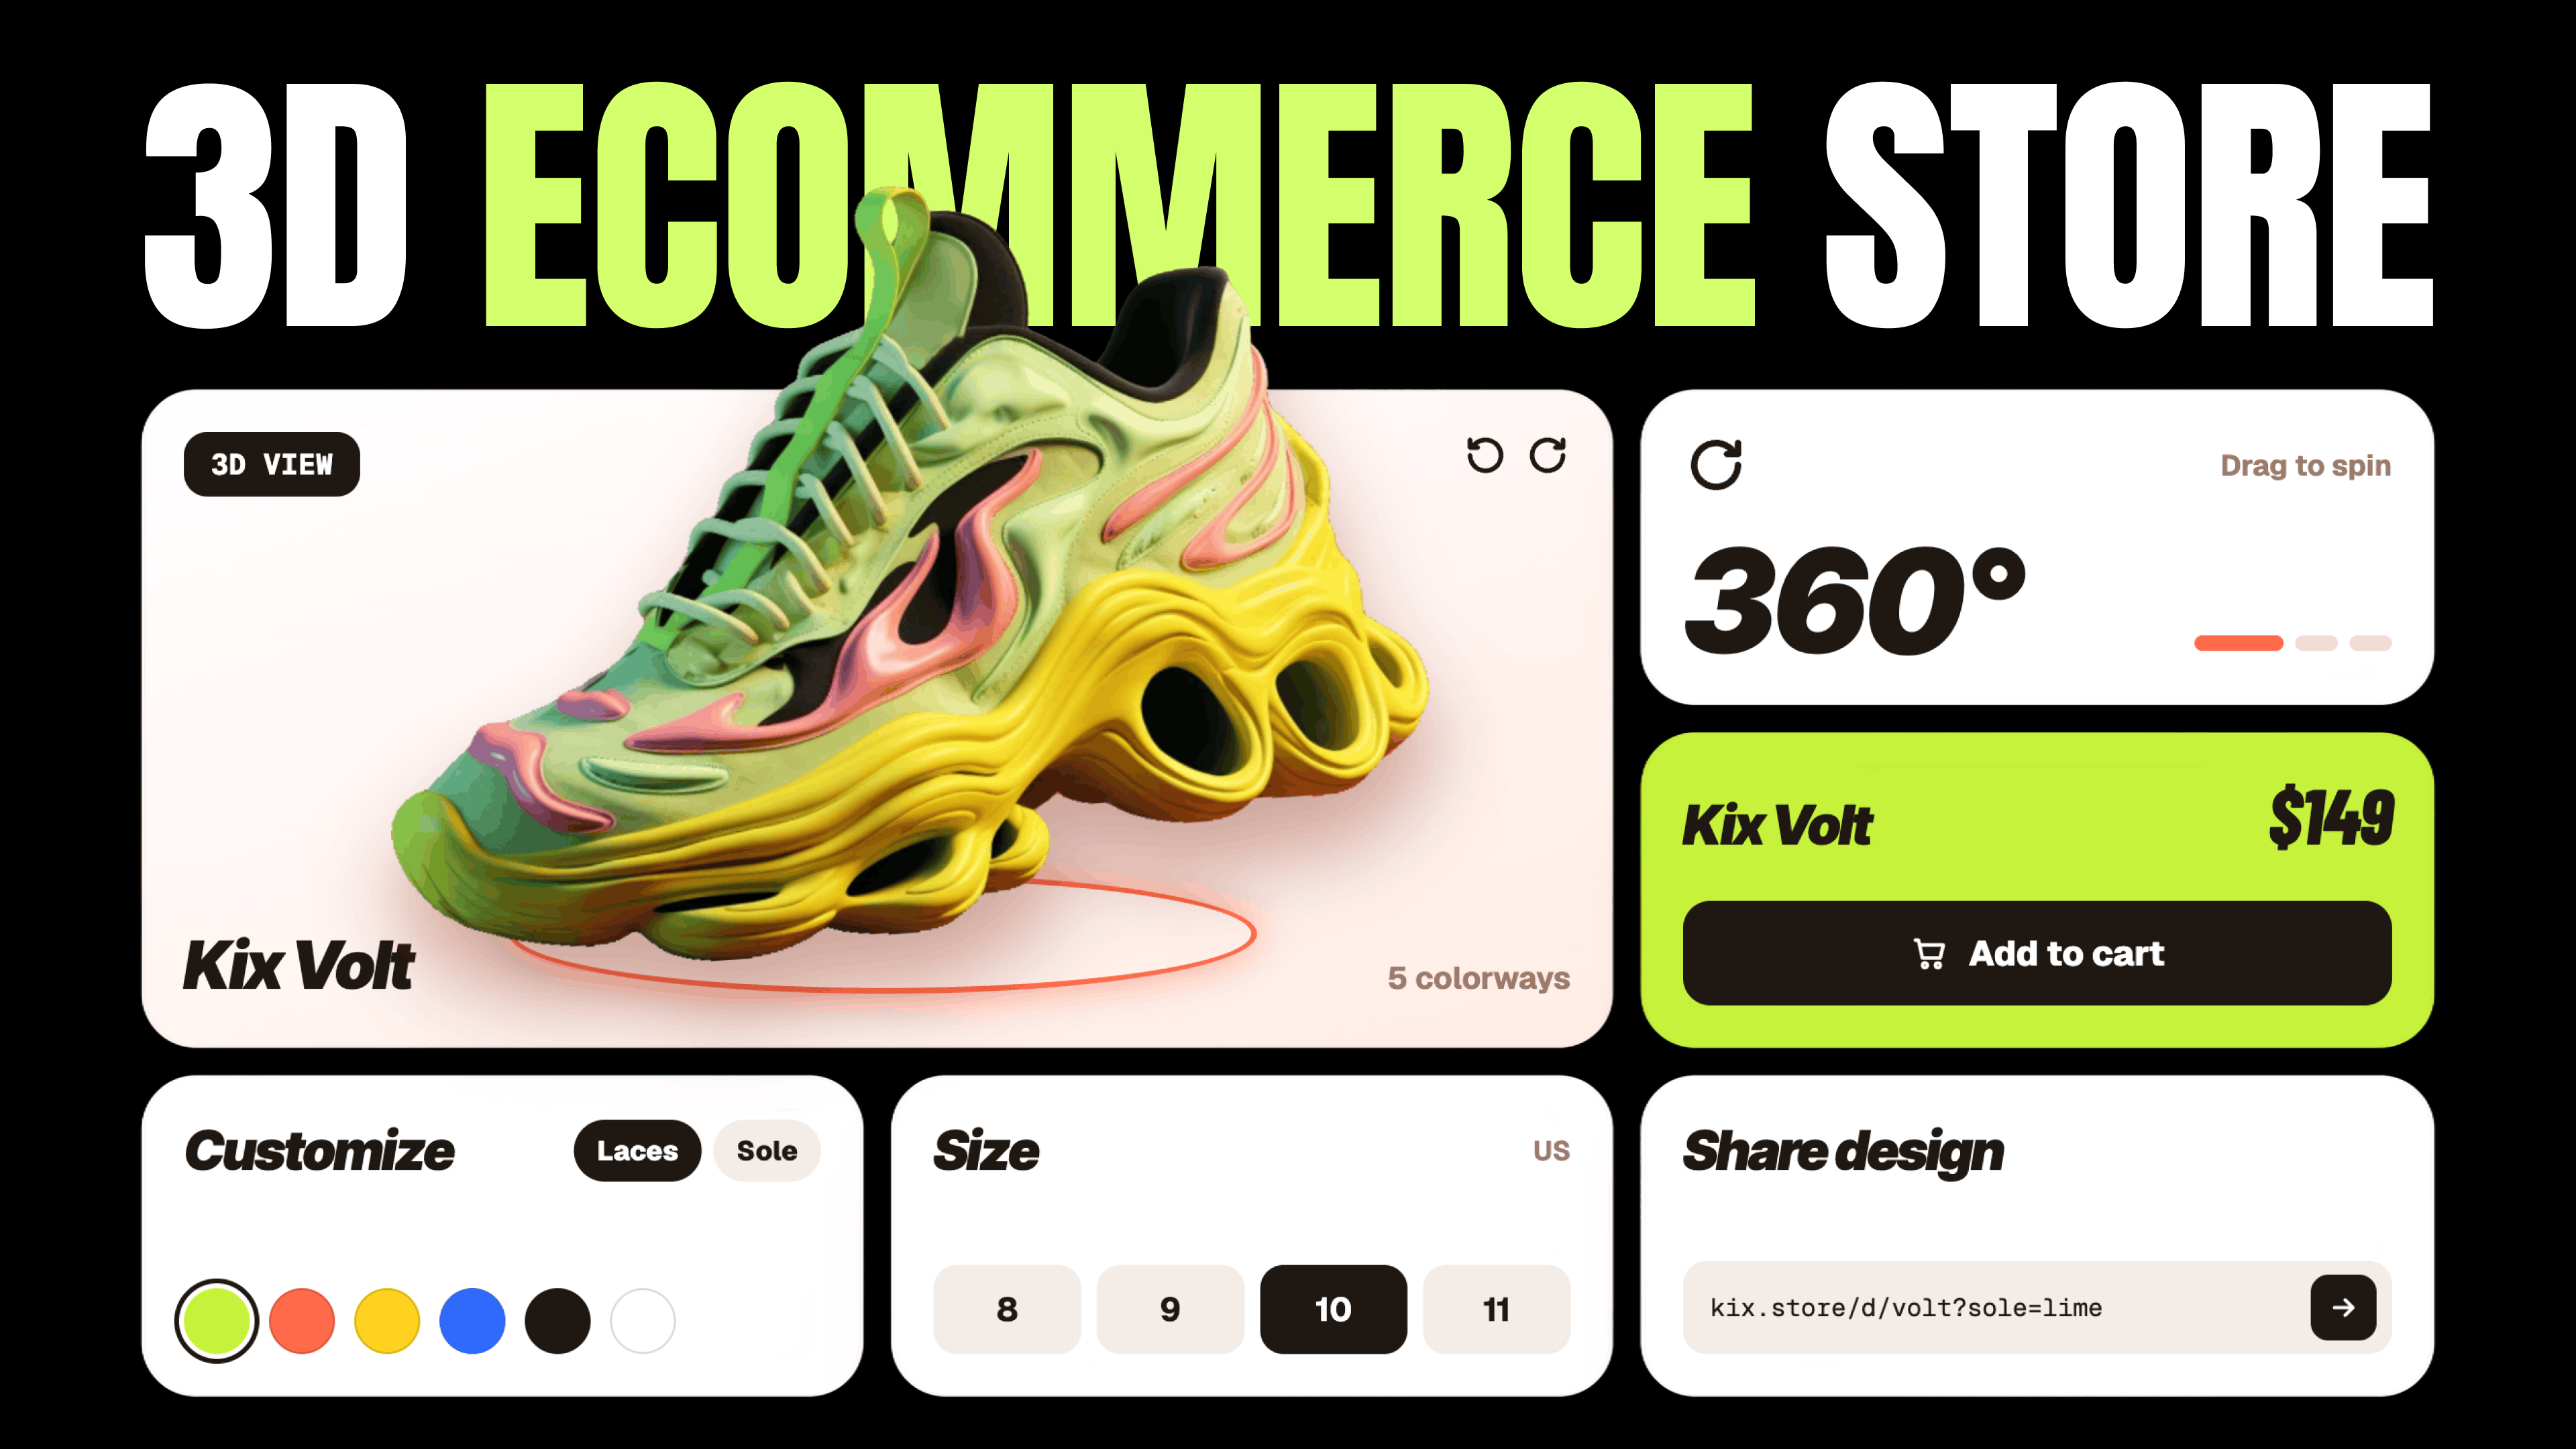 3D ECOMMERCE STORE
3D VIEW
Kix Volt
5 colorways
Drag to spin
360°
Kix Volt
$149
Add to cart
Customize
Laces
Sole
Size
US
8
9
10
11
Share design
kix.store/d/volt?sole=lime